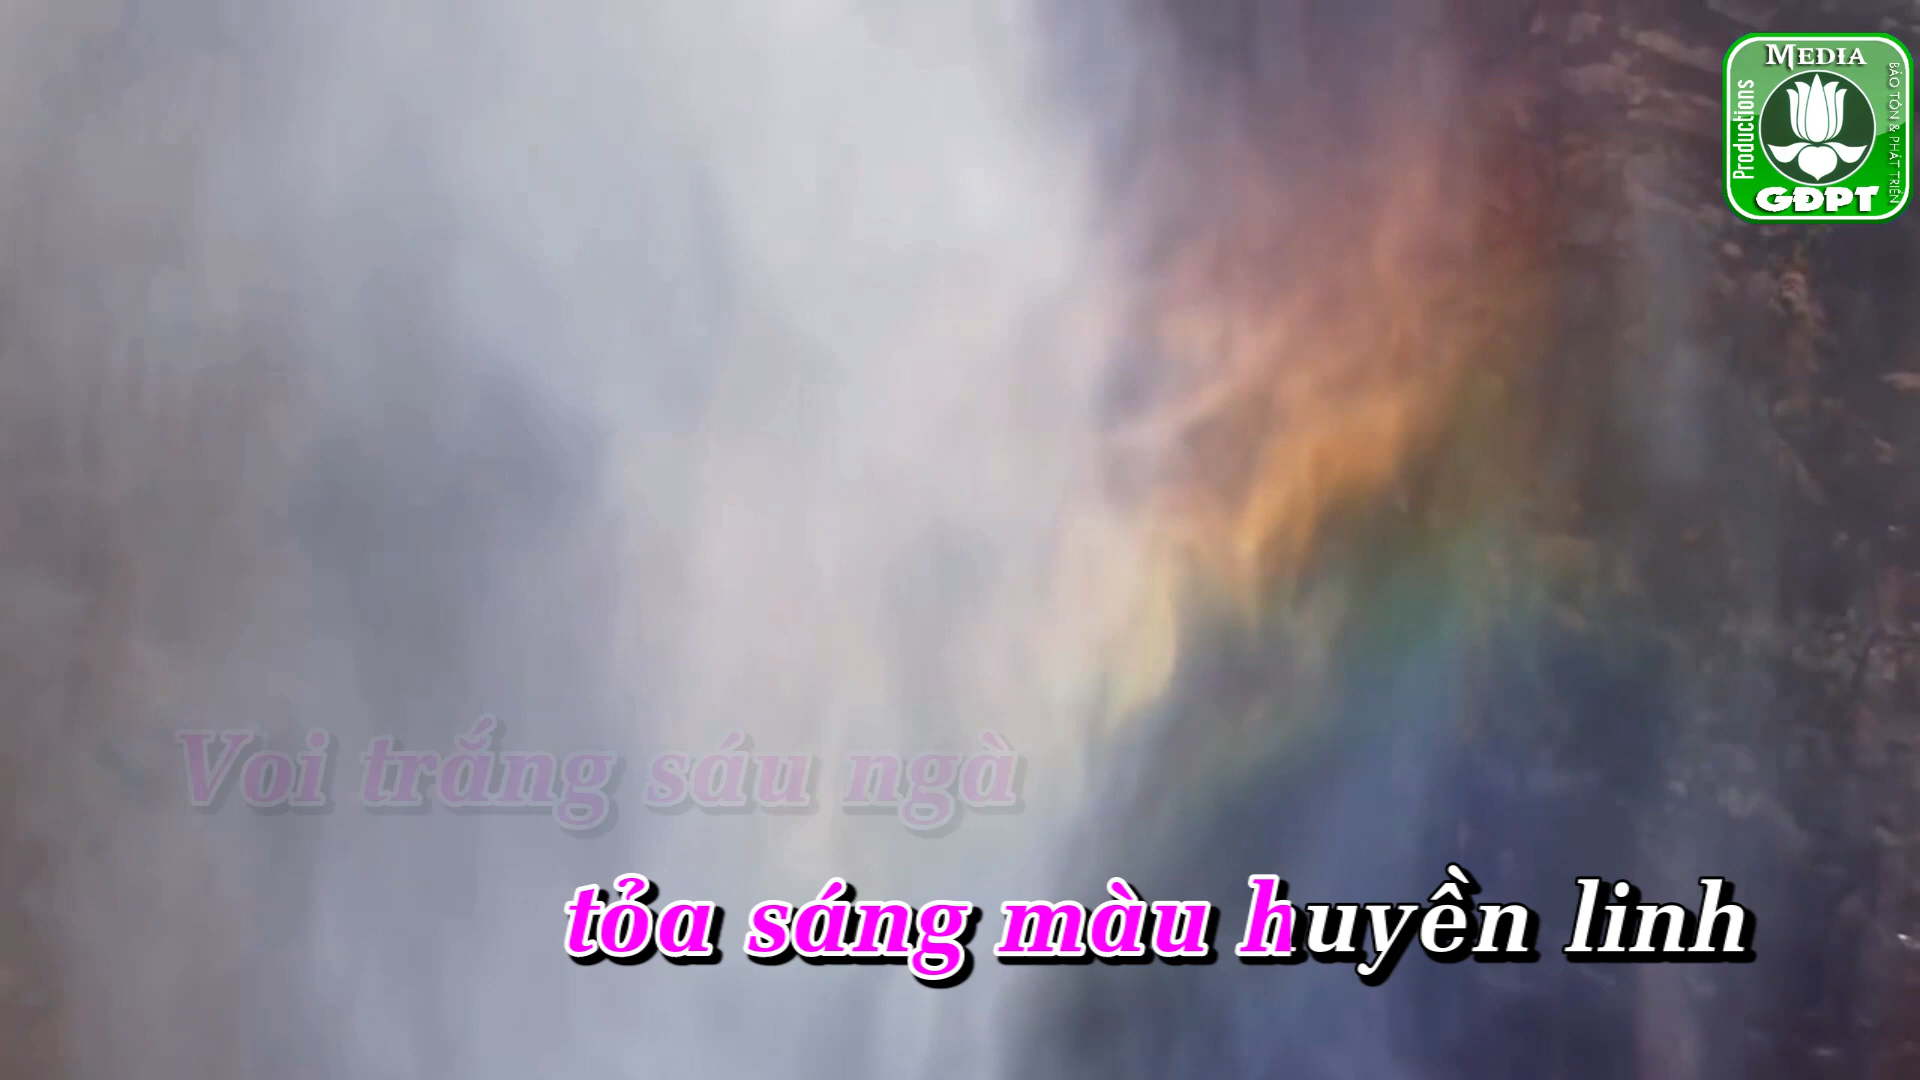 MEDIA
Productions
BẢO TỒN & PHÁT TRIỂN
GĐPT
Voi trắng sáu ngà
tỏa sáng màu huyền linh